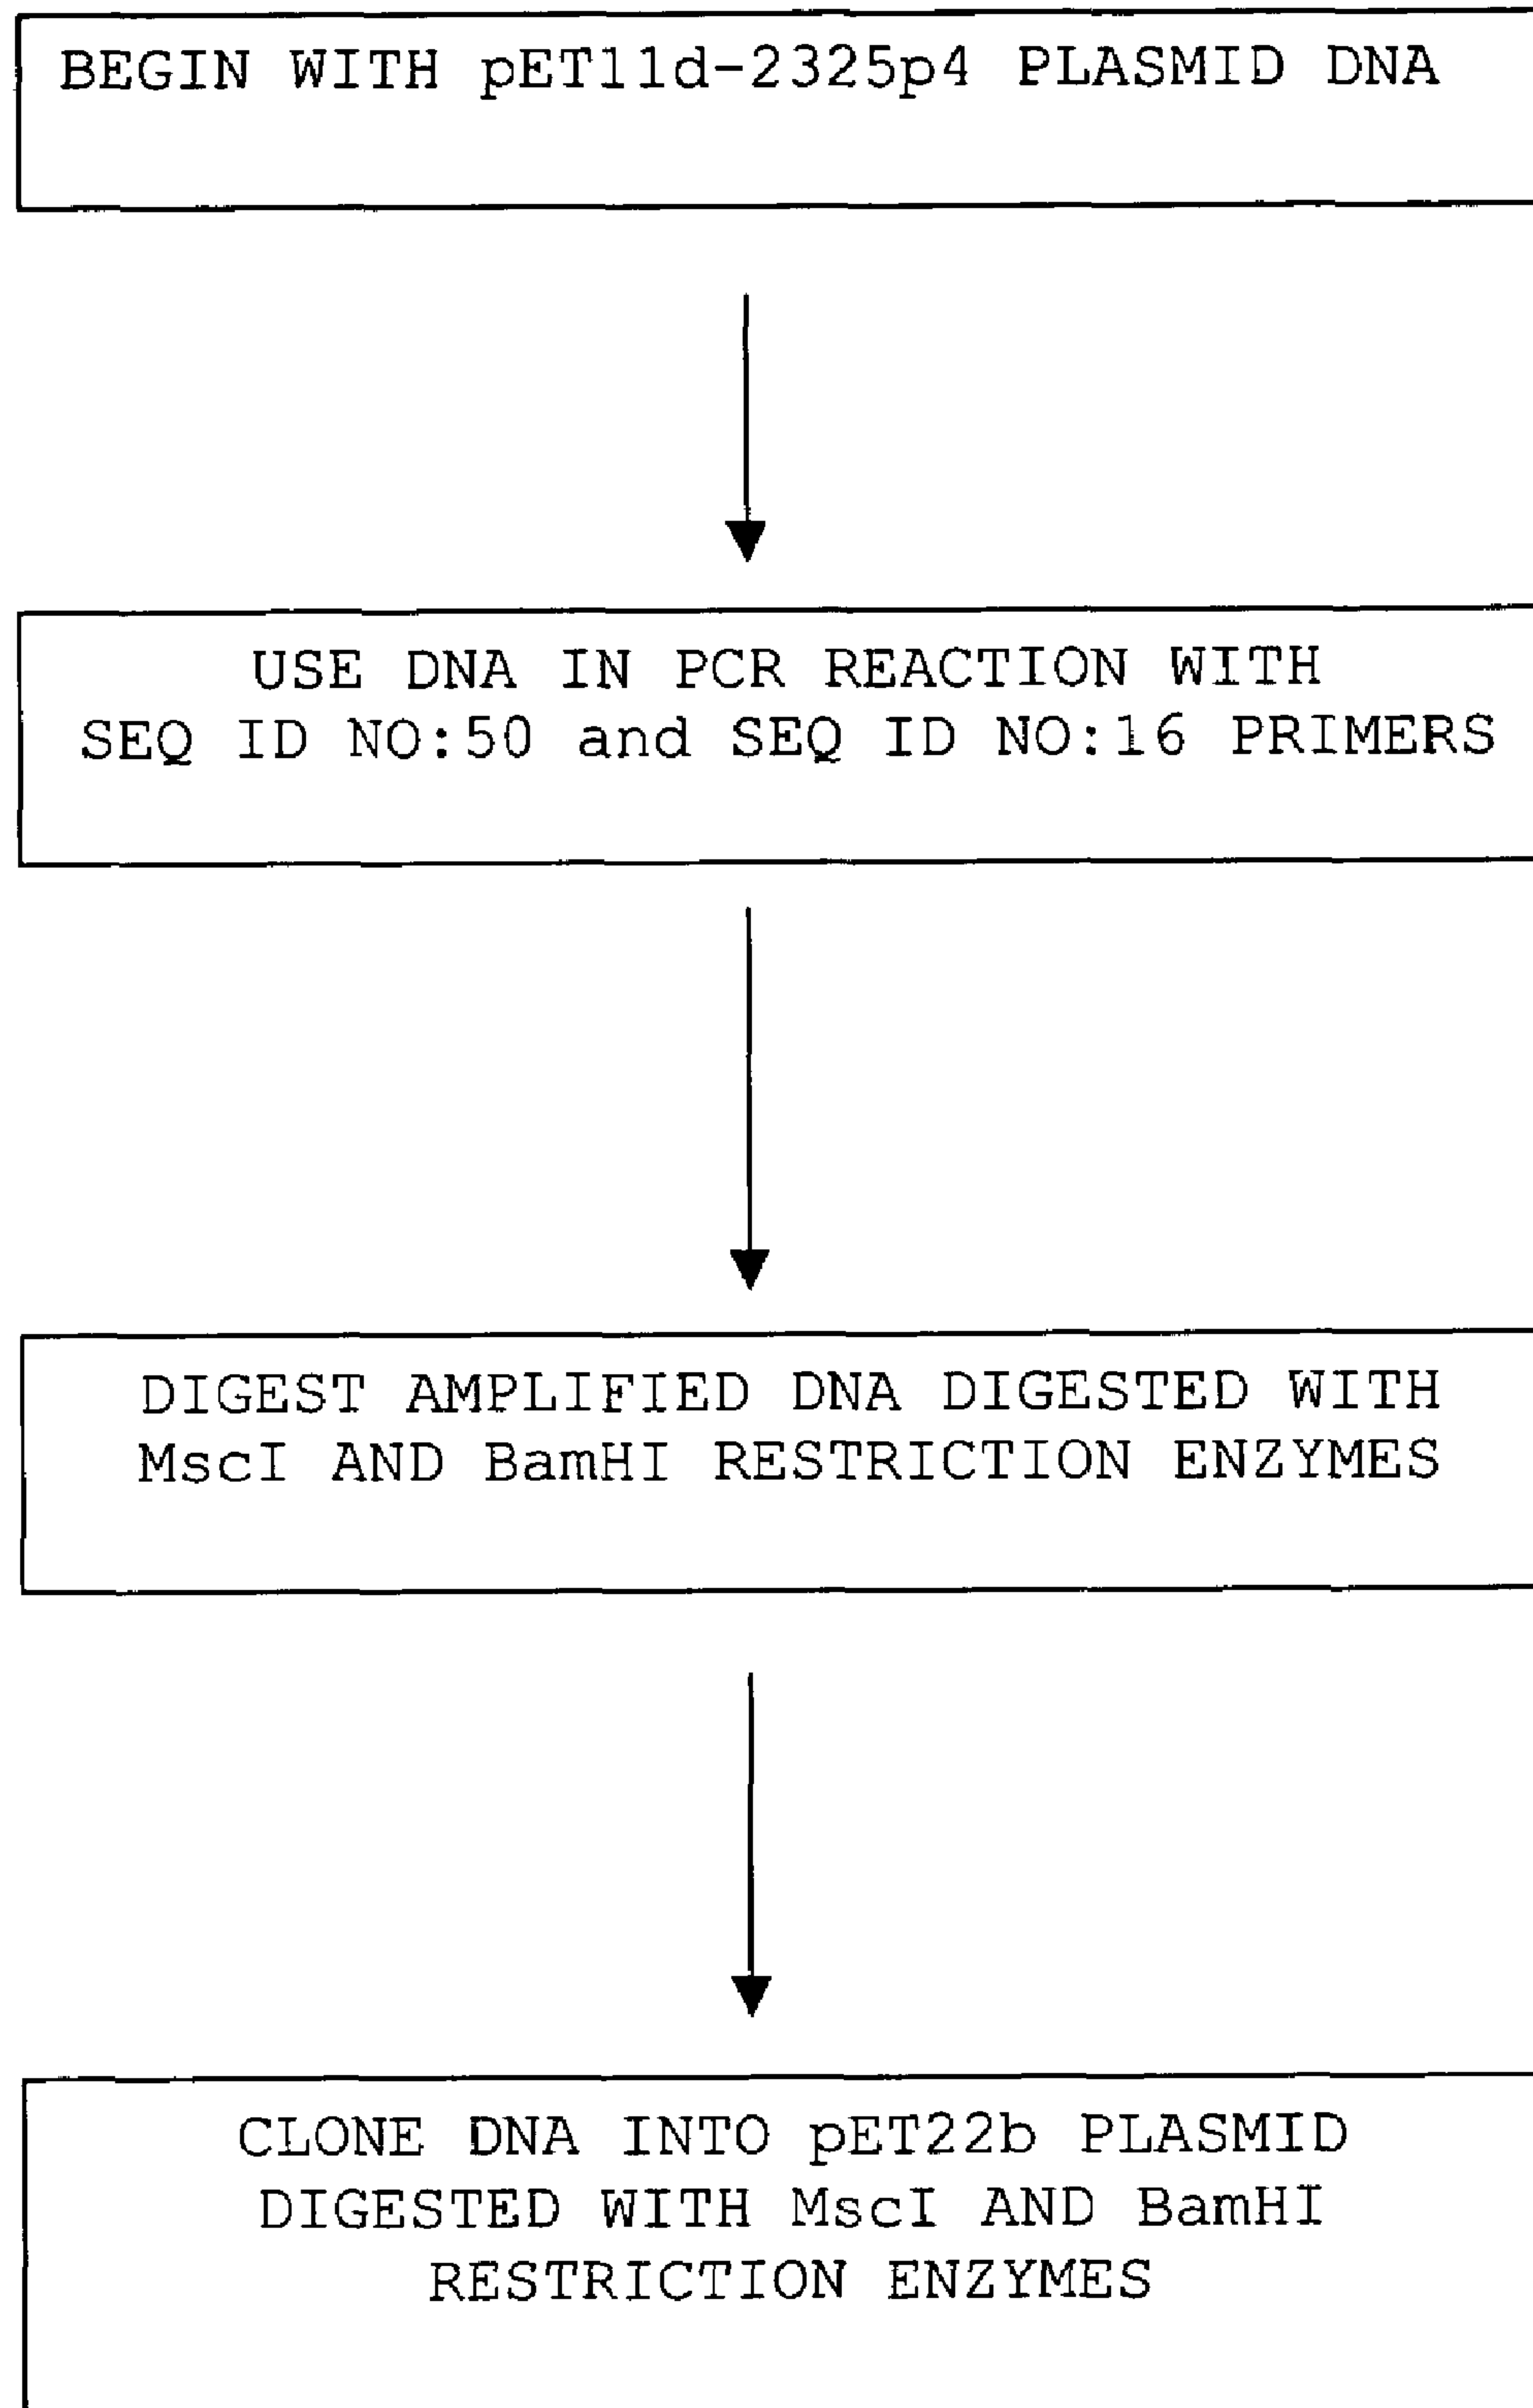 BEGIN WITH pET11d-2325p4 PLASMID DNA
USE DNA IN PCR REACTION WITH
SEQ ID NO:50 and SEQ ID NO:16 PRIMERS
DIGEST AMPLIFIED DNA DIGESTED WITH
MscI AND BamHI RESTRICTION ENZYMES
CLONE DNA INTO pET22b PLASMID
DIGESTED WITH MscI AND BamHI
RESTRICTION ENZYMES